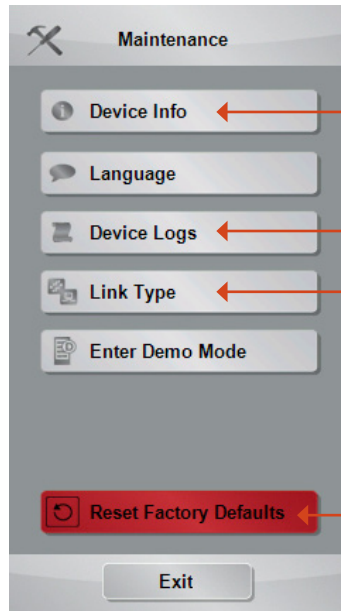 Maintenance
Device Info
Language
Device Logs
Link Type
Enter Demo Mode
Reset Factory Defaults
Exit